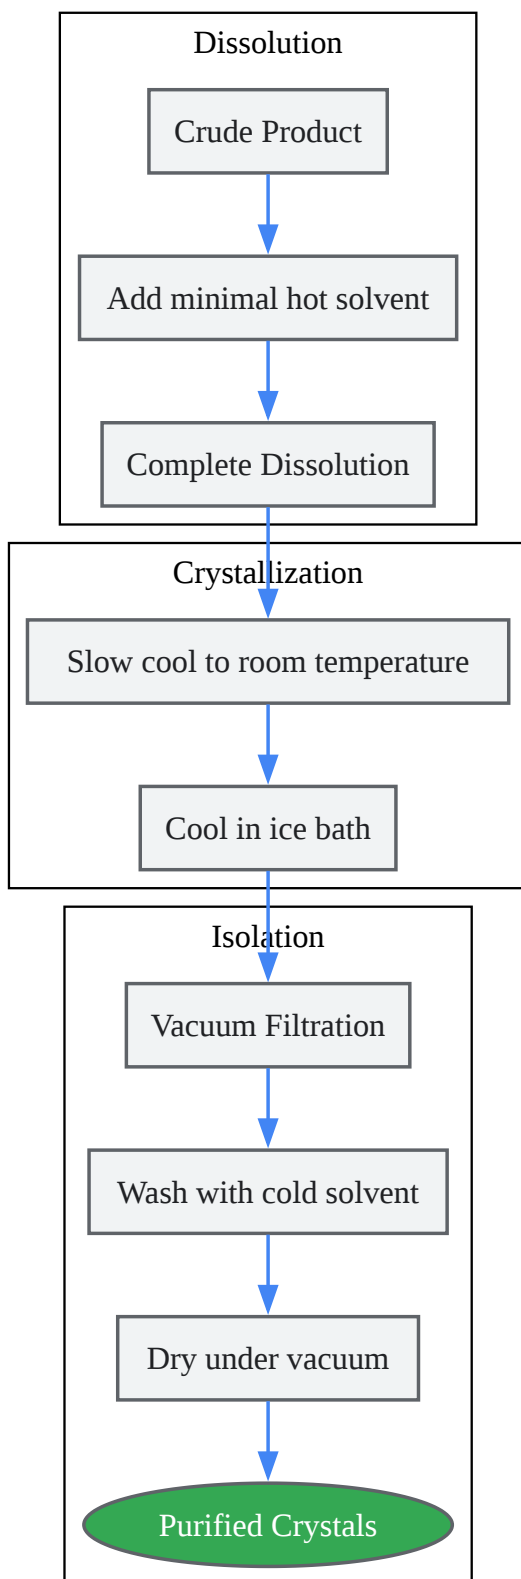 Dissolution
Crude Product
Add minimal hot solvent
Complete Dissolution
Crystallization
Slow cool to room temperature
Cool in ice bath
Isolation
Vacuum Filtration
Wash with cold solvent
Dry under vacuum
Purified Crystals